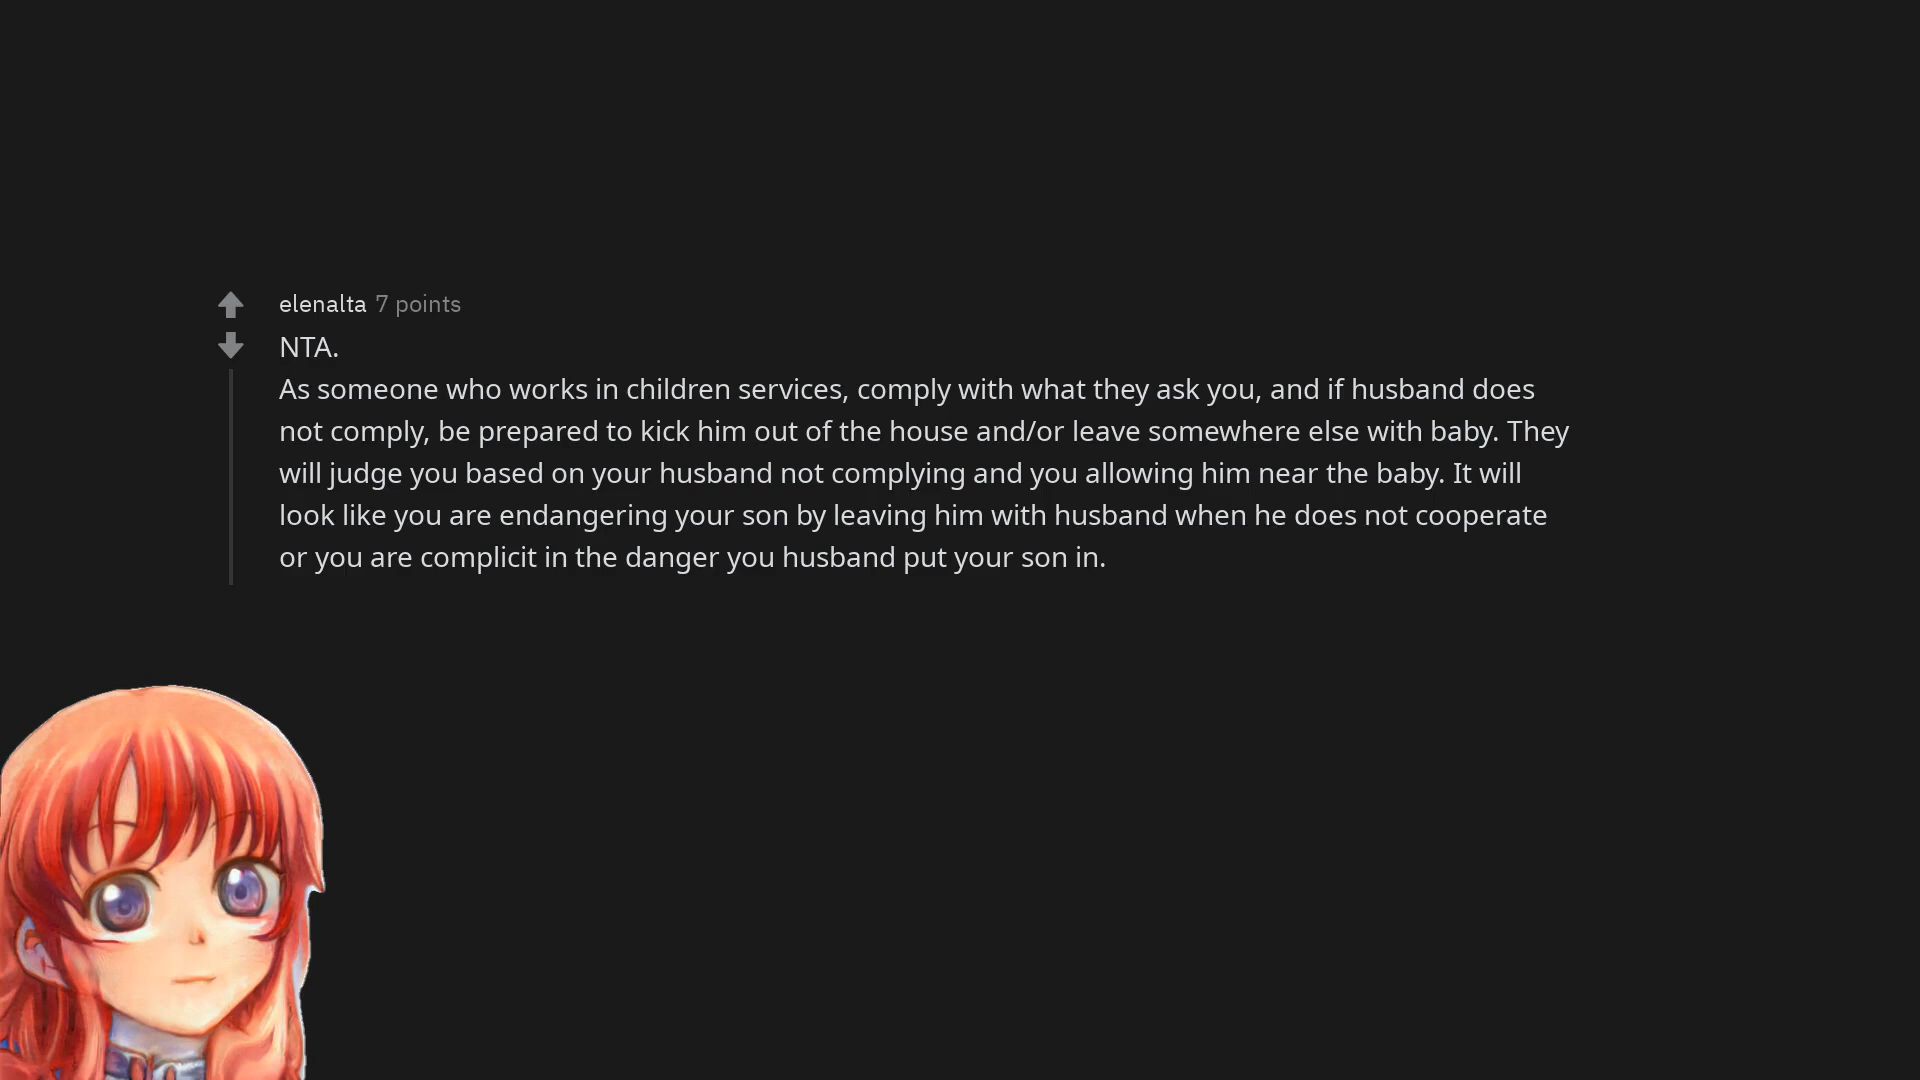 elenalta 7 points
NTA.
As someone who works in children services, comply with what they ask you, and if husband does
not comply, be prepared to kick him out of the house and/or leave somewhere else with baby. They
will judge you based on your husband not complying and you allowing him near the baby. It will
look like you are endangering your son by leaving him with husband when he does not cooperate
or you are complicit in the danger you husband put your son in.